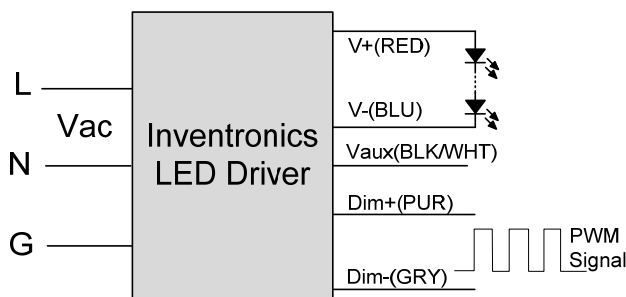 L
Vac
N
G
Inventronics
LED Driver
V+(RED)
V-(BLU)
Vaux(BLK/WHT)
Dim+(PUR)
Dim-(GRY)
PWM
Signal